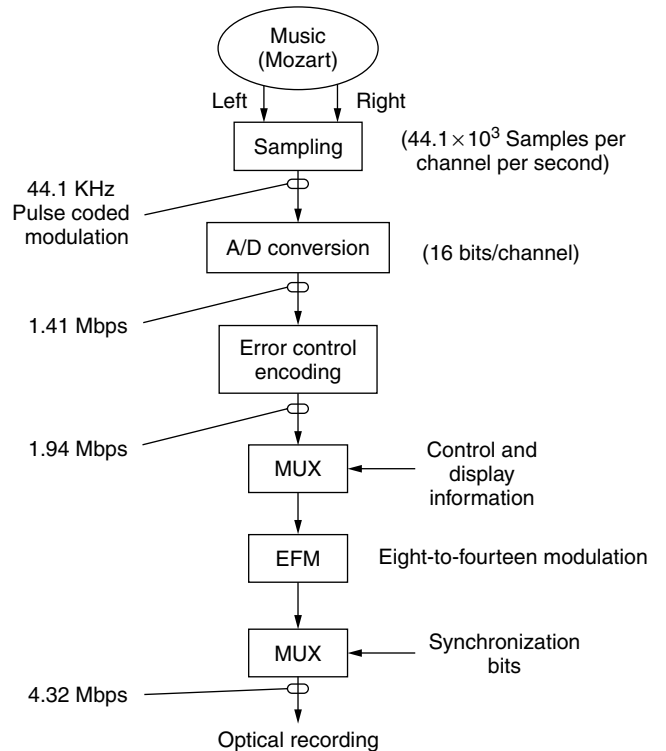 Music
(Mozart)
Left
Right
Sampling
(44.1×10³ Samples per
channel per second)
44.1 KHz
Pulse coded
modulation
A/D conversion
(16 bits/channel)
1.41 Mbps
Error control
encoding
1.94 Mbps
MUX
Control and
display
information
EFM
Eight-to-fourteen modulation
MUX
Synchronization
bits
4.32 Mbps
Optical recording